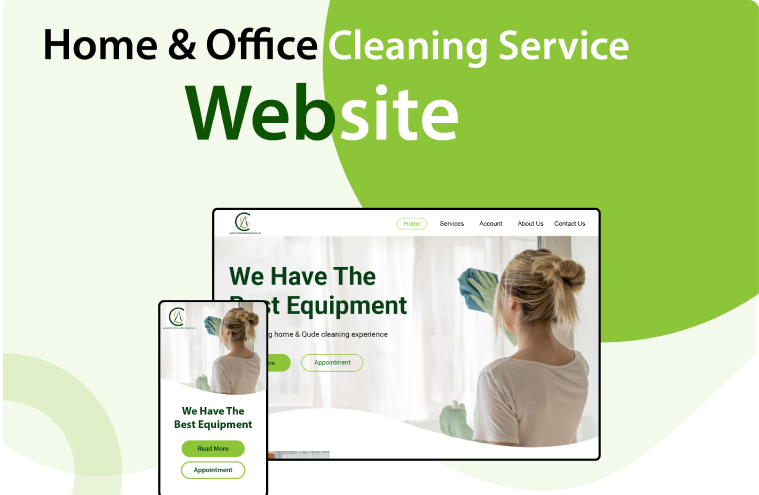 Home & Office Cleaning Service
Website
Home Services Account About Us Contact Us
We Have The
Best Equipment
home & Qude cleaning experience
Appointment
We Have The
Best Equipment
Read More
Appointment